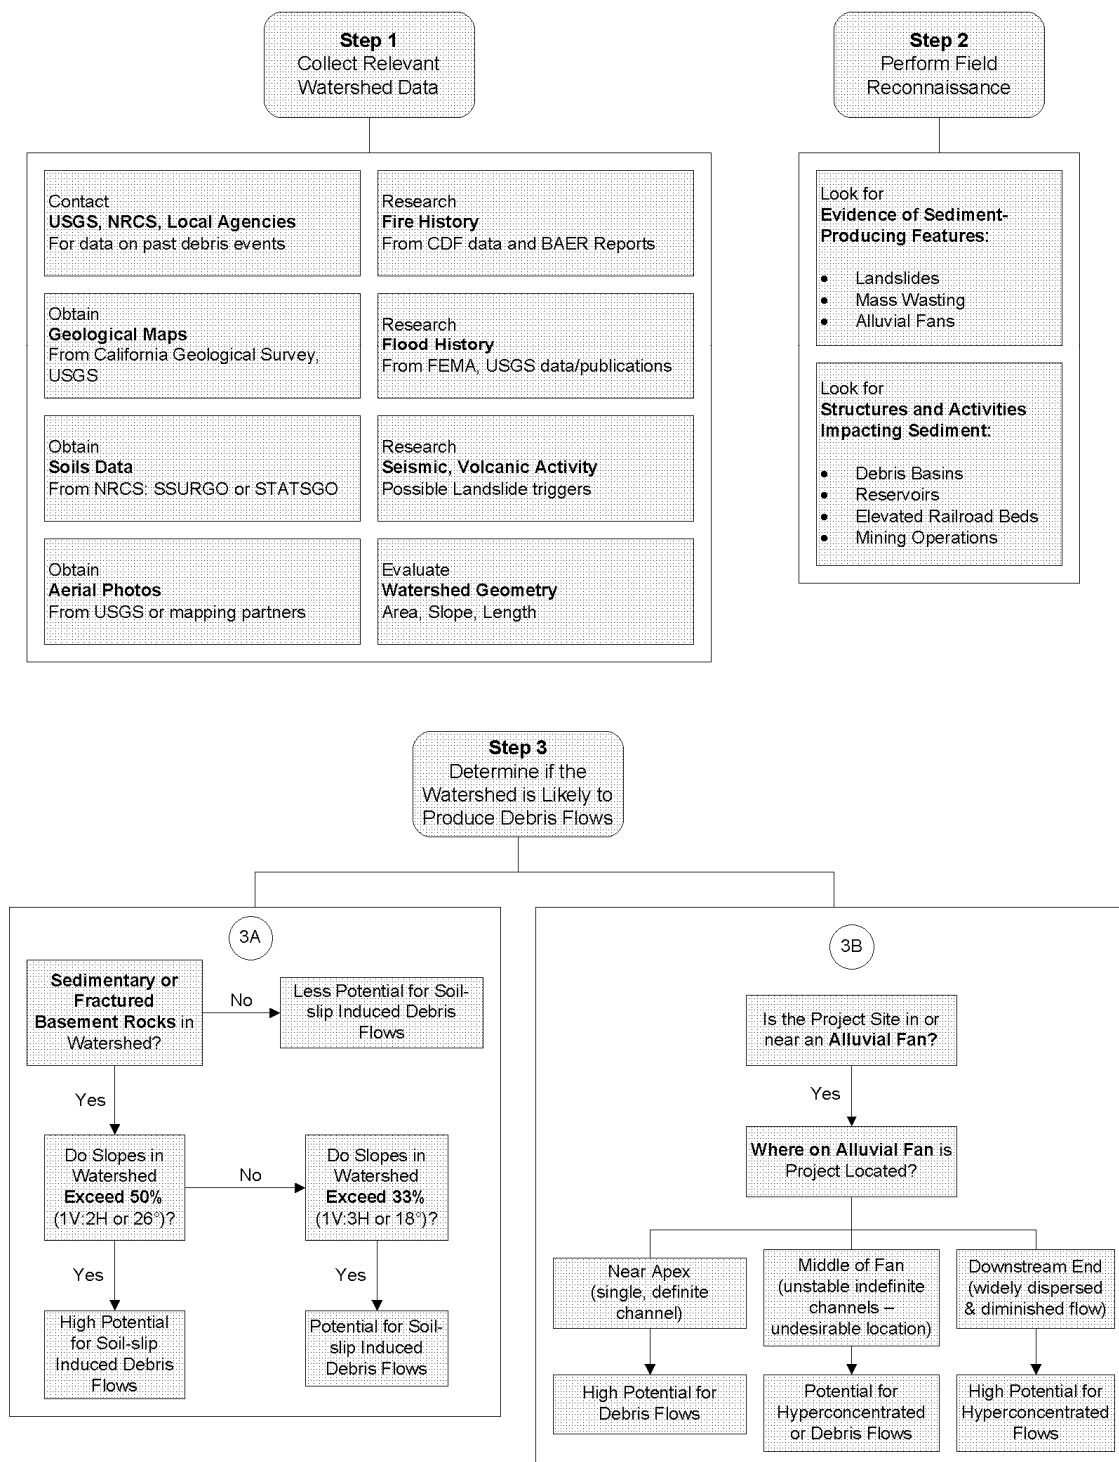 Step 1
Collect Relevant
Watershed Data
Contact
USGS, NRCS, Local Agencies
For data on past debris events
Research
Fire History
From CDF data and BAER Reports
Obtain
Geological Maps
From California Geological Survey,
USGS
Research
Flood History
From FEMA, USGS data/publications
Obtain
Soils Data
From NRCS: SSURGO or STATSGO
Research
Seismic, Volcanic Activity
Possible Landslide triggers
Obtain
Aerial Photos
From USGS or mapping partners
Evaluate
Watershed Geometry
Area, Slope, Length
Step 2
Perform Field
Reconnaissance
Look for
Evidence of Sediment-
Producing Features:
• Landslides
• Mass Wasting
• Alluvial Fans
Look for
Structures and Activities
Impacting Sediment:
• Debris Basins
• Reservoirs
• Elevated Railroad Beds
• Mining Operations
Step 3
Determine if the
Watershed is Likely to
Produce Debris Flows
3A
Sedimentary or
Fractured
Basement Rocks in
Watershed?
No
Less Potential for Soil-
slip Induced Debris
Flows
Yes
Do Slopes in
Watershed
Exceed 50%
(1V:2H or 26°)?
No
Do Slopes in
Watershed
Exceed 33%
(1V:3H or 18°)?
Yes
High Potential
for Soil-slip
Induced Debris
Flows
Yes
Potential for Soil-
slip Induced
Debris Flows
3B
Is the Project Site in or
near an Alluvial Fan?
Yes
Where on Alluvial Fan is
Project Located?
Near Apex
(single, definite
channel)
Middle of Fan
(unstable indefinite
channels –
undesirable location)
Downstream End
(widely dispersed
& diminished flow)
High Potential for
Debris Flows
Potential for
Hyperconcentrated
or Debris Flows
High Potential for
Hyperconcentrated
Flows